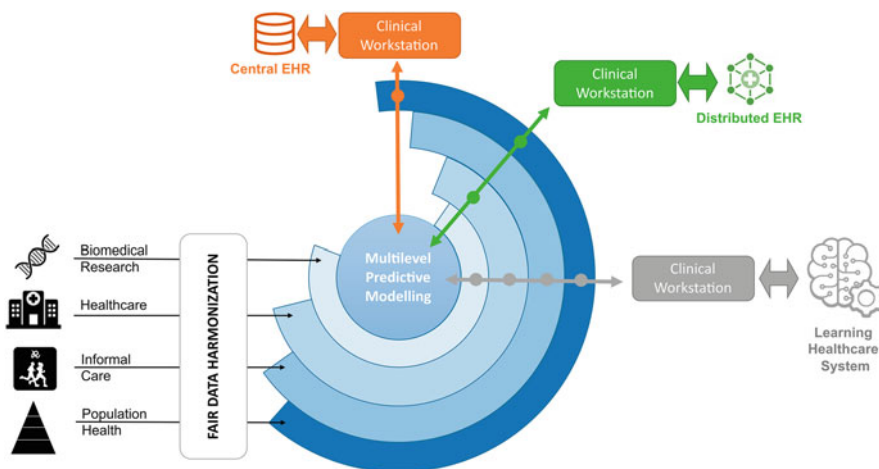 Clinical
Workstation
Central EHR
Clinical
Workstation
Distributed EHR
Biomedical
Research
Healthcare
Informal
Care
Population
Health
FAIR DATA HARMONIZATION
Multilevel
Predictive
Modelling
Clinical
Workstation
Learning
Healthcare
System